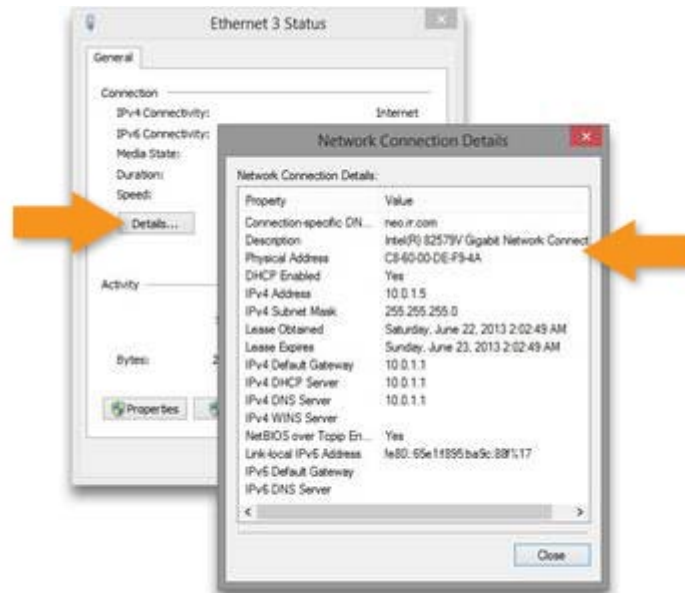 Ethernet 3 Status
General
Connection
IPv4 Connectivity: Internet
IPv6 Connectivity:
Media State:
Duration:
Speed:
Details...
Activity
Bytes: 2
Properties
Network Connection Details
Network Connection Details:
Property Value
Connection-specific DN... neo.rr.com
Description Intel(R) 82579V Gigabit Network Connect
Physical Address C8-60-00-DE-F9-4A
DHCP Enabled Yes
IPv4 Address 10.0.1.5
IPv4 Subnet Mask 255.255.255.0
Lease Obtained Saturday, June 22, 2013 2:02:49 AM
Lease Expires Sunday, June 23, 2013 2:02:49 AM
IPv4 Default Gateway 10.0.1.1
IPv4 DHCP Server 10.0.1.1
IPv4 DNS Server 10.0.1.1
IPv4 WINS Server
NetBIOS over Tcpip En... Yes
Link-local IPv6 Address
IPv6 Default Gateway
IPv6 DNS Server
Close